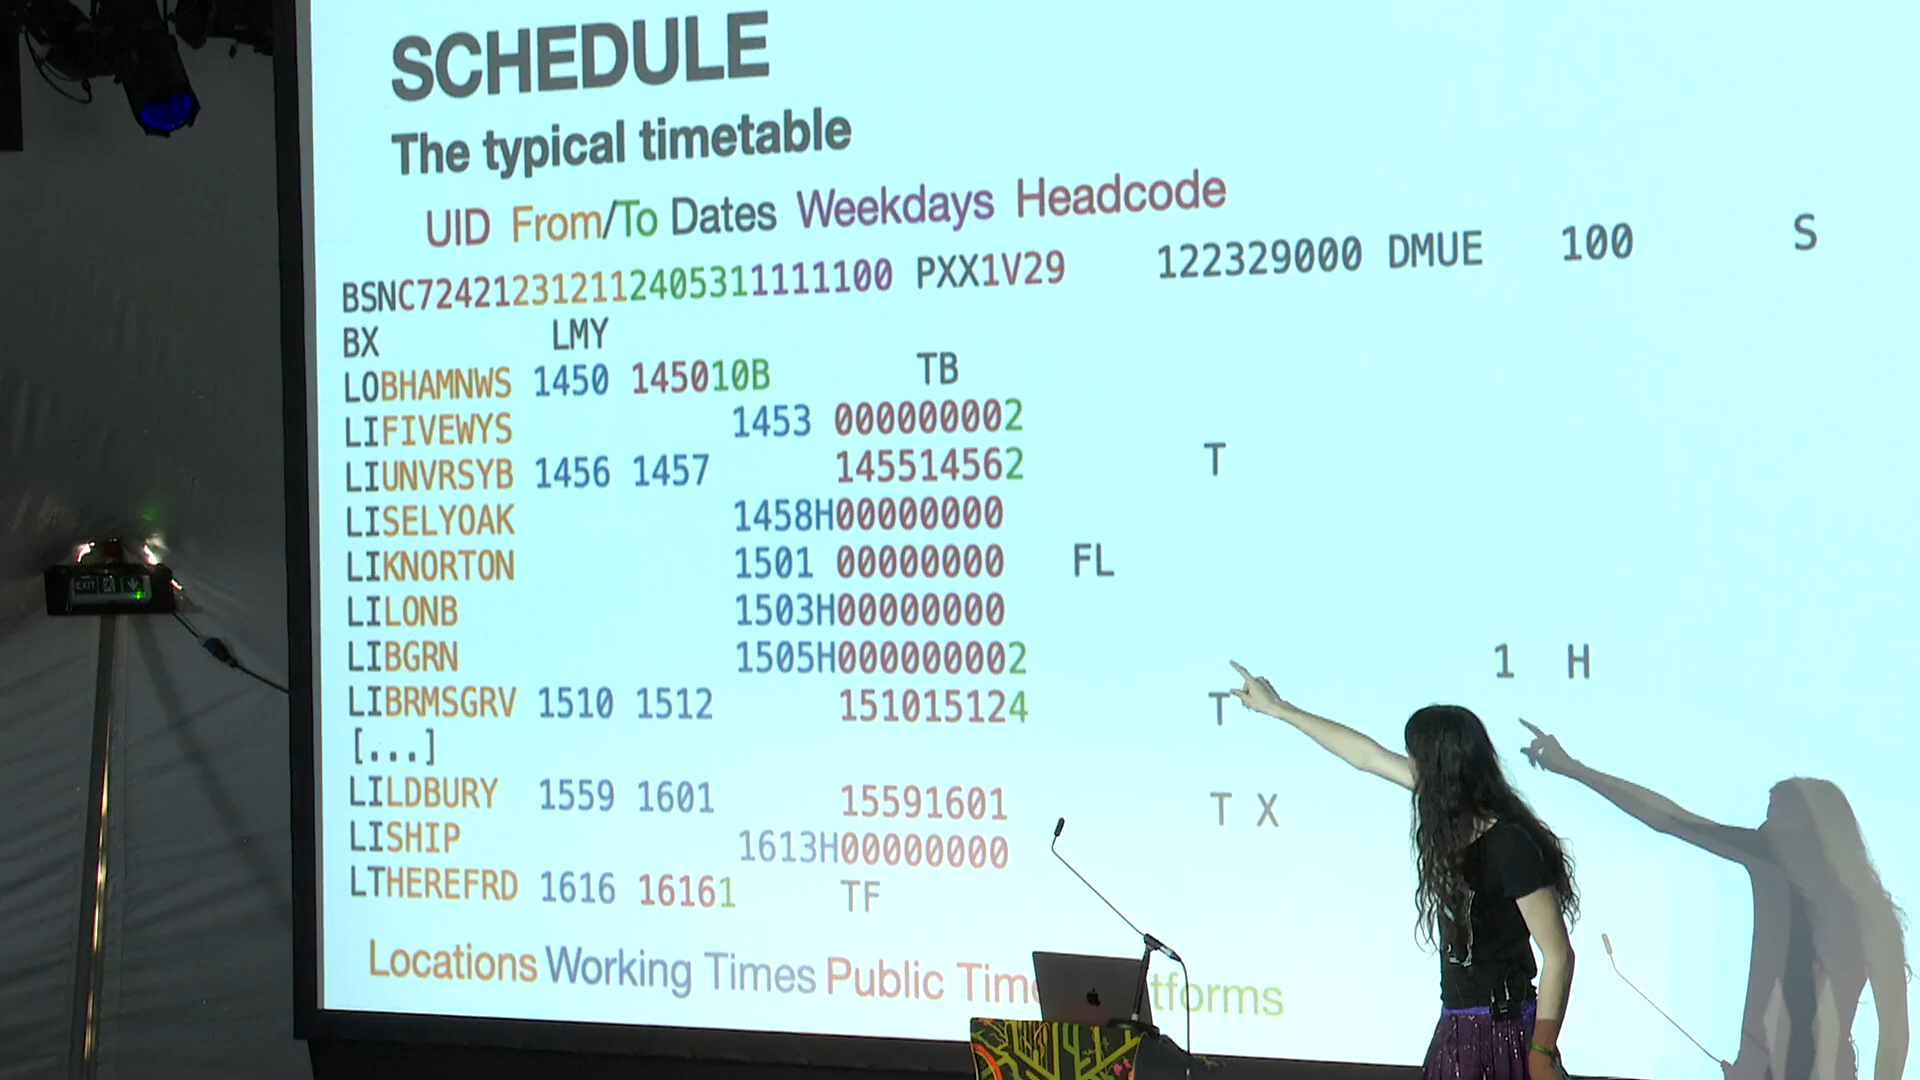 SCHEDULE
The typical timetable
UID From/To Dates Weekdays Headcode
BSNC724212312112405311111100 PXX1V29 122329000 DMUE 100 S
BX LMY
LOBHAMNWS 1450 145010B TB
LIFIVEWYS 1453 000000002
LIUNVRSYB 1456 1457 145514562 T
LISELYOAK 1458H00000000
LIKNORTON 1501 00000000 FL
LILONB 1503H00000000
LIBGRN 1505H000000002 1 H
LIBRMSGRV 1510 1512 151015124 T
[...]
LILDBURY 1559 1601 15591601 T X
LISHIP 1613H00000000
LTHEREFRD 1616 16161 TF
Locations Working Times Public Tim tforms
EXIT